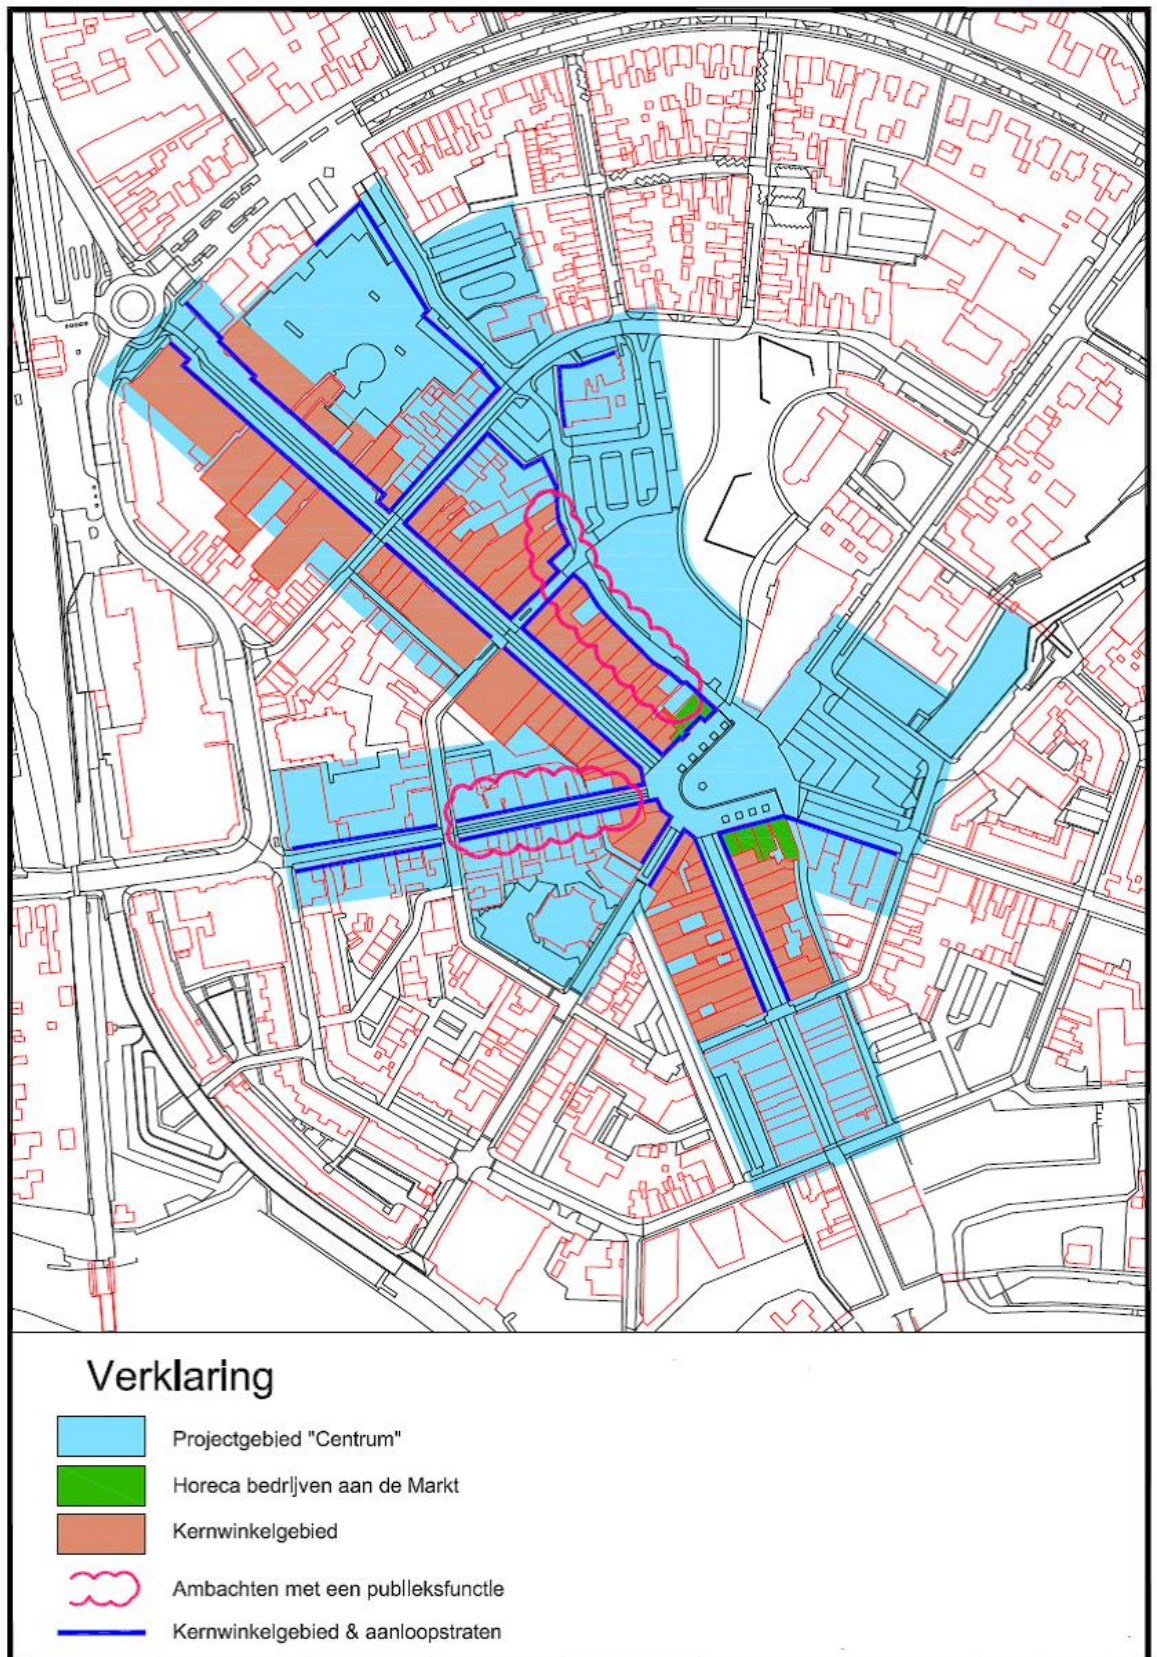 Verklaring
Projectgebied "Centrum"
Horeca bedrijven aan de Markt
Kernwinkelgebied
Ambachten met een publieksfunctie
Kernwinkelgebied & aanloopstraten